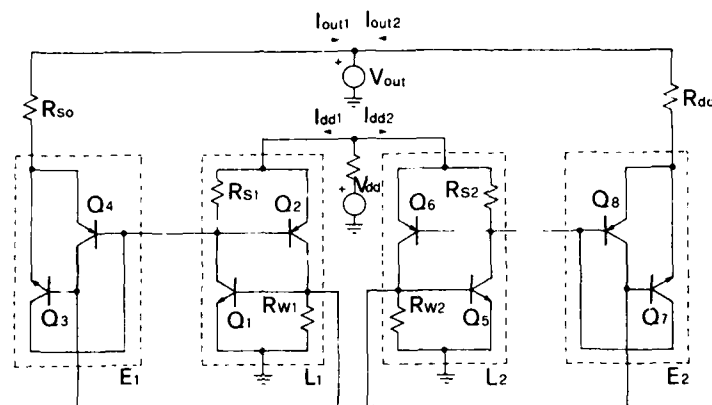 Iout1 Iout2
Vout
Rso
Rdo
Idd1 Idd2
Vdd
Q4
RS1
Q2
Q6
RS2
Q8
Q3
Q1
RW1
RW2
Q5
Q7
E1
L1
L2
E2